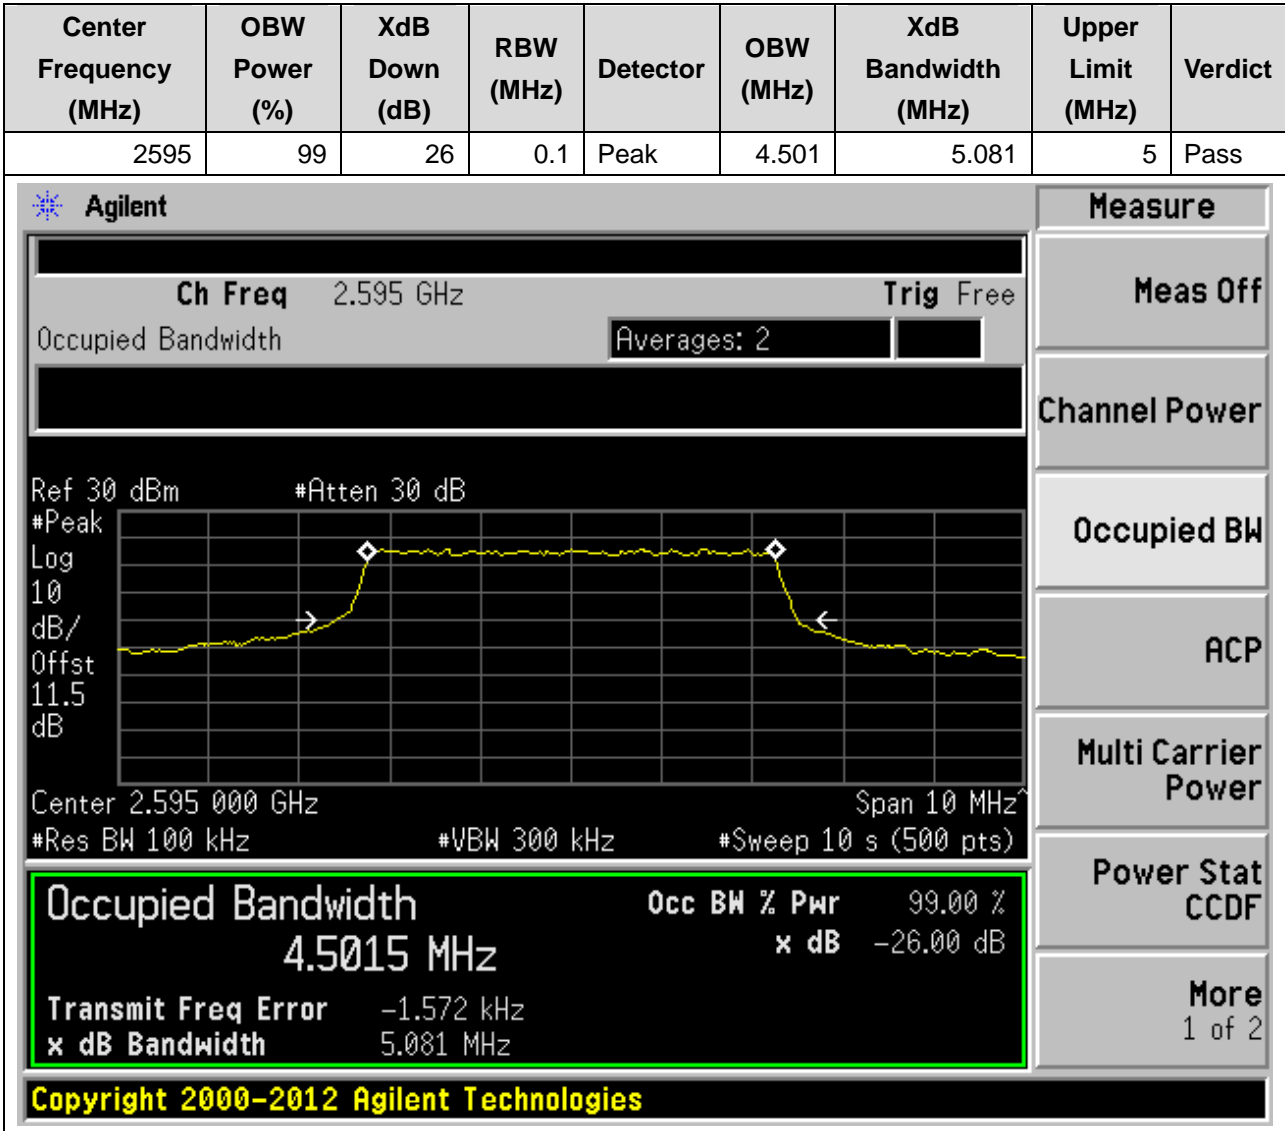 Center Frequency (MHz) OBW Power (%) XdB Down (dB) RBW (MHz) Detector OBW (MHz) XdB Bandwidth (MHz) Upper Limit (MHz) Verdict
2595 99 26 0.1 Peak 4.501 5.081 5 Pass
Agilent
Measure
Ch Freq 2.595 GHz Trig Free
Occupied Bandwidth Averages: 2
Meas Off
Channel Power
Occupied BW
ACP
Multi Carrier
Power
Power Stat
CCDF
More
1 of 2
Ref 30 dBm #Atten 30 dB
#Peak
Log
10
dB/
Offst
11.5
dB
Center 2.595 000 GHz Span 10 MHz^
#Res BW 100 kHz #VBW 300 kHz #Sweep 10 s (500 pts)
Occupied Bandwidth Occ BW % Pwr 99.00 %
4.5015 MHz x dB -26.00 dB
Transmit Freq Error -1.572 kHz
x dB Bandwidth 5.081 MHz
Copyright 2000-2012 Agilent Technologies